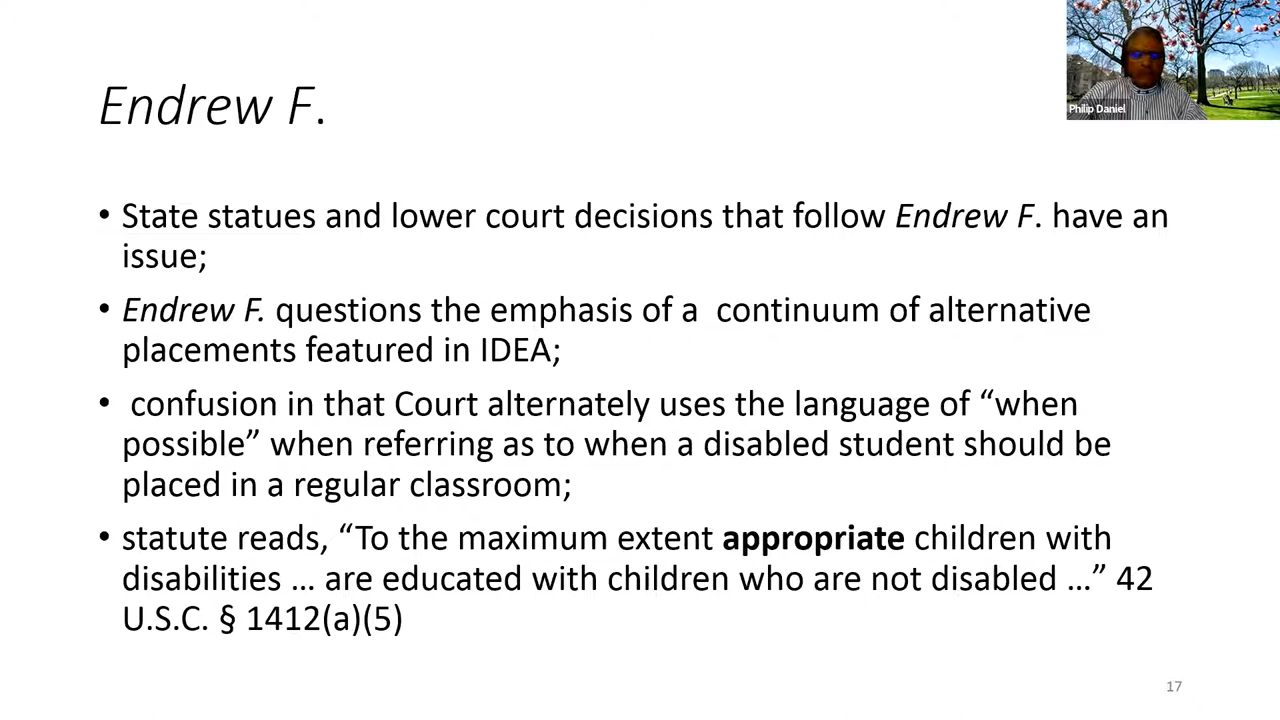 Endrew F.
Philip Daniel
• State statues and lower court decisions that follow Endrew F. have an
issue;
• Endrew F. questions the emphasis of a  continuum of alternative
placements featured in IDEA;
•  confusion in that Court alternately uses the language of “when
possible” when referring as to when a disabled student should be
placed in a regular classroom;
• statute reads, “To the maximum extent appropriate children with
disabilities … are educated with children who are not disabled …” 42
U.S.C. § 1412(a)(5)
17